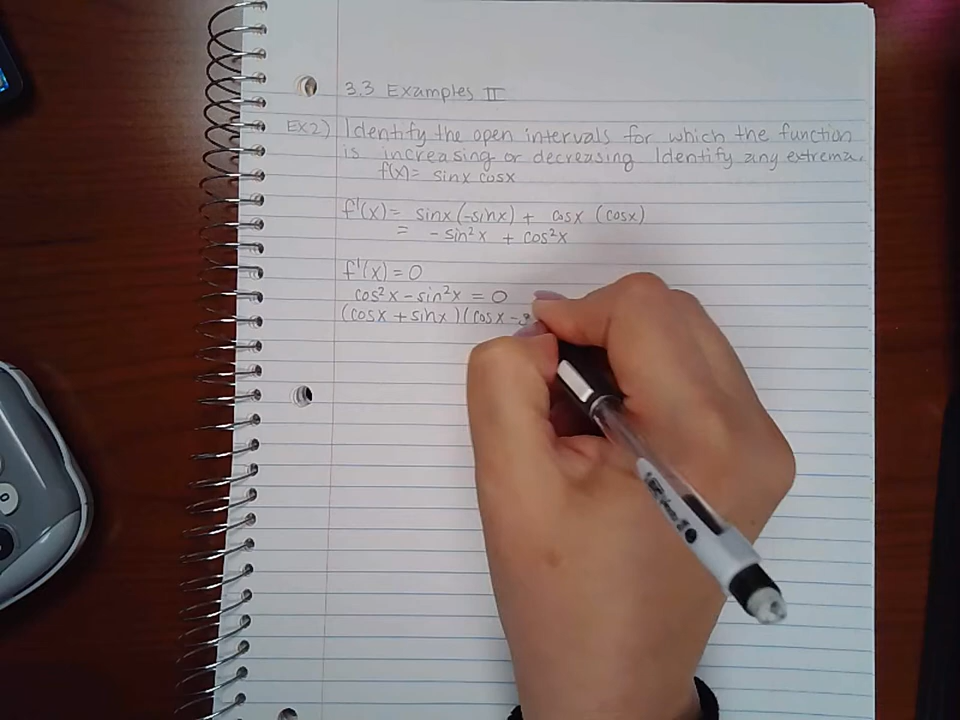 3.3 Examples II
EX2) Identify the open intervals for which the function
is increasing or decreasing Identify any extrema.
f(x)= sinx cosx
f'(x)= sinx(-sinx) + cosx (cosx)
= -sin²x + cos²x
f'(x)=0
cos²x-sin²x = 0
(cosx + sinx)(cosx -